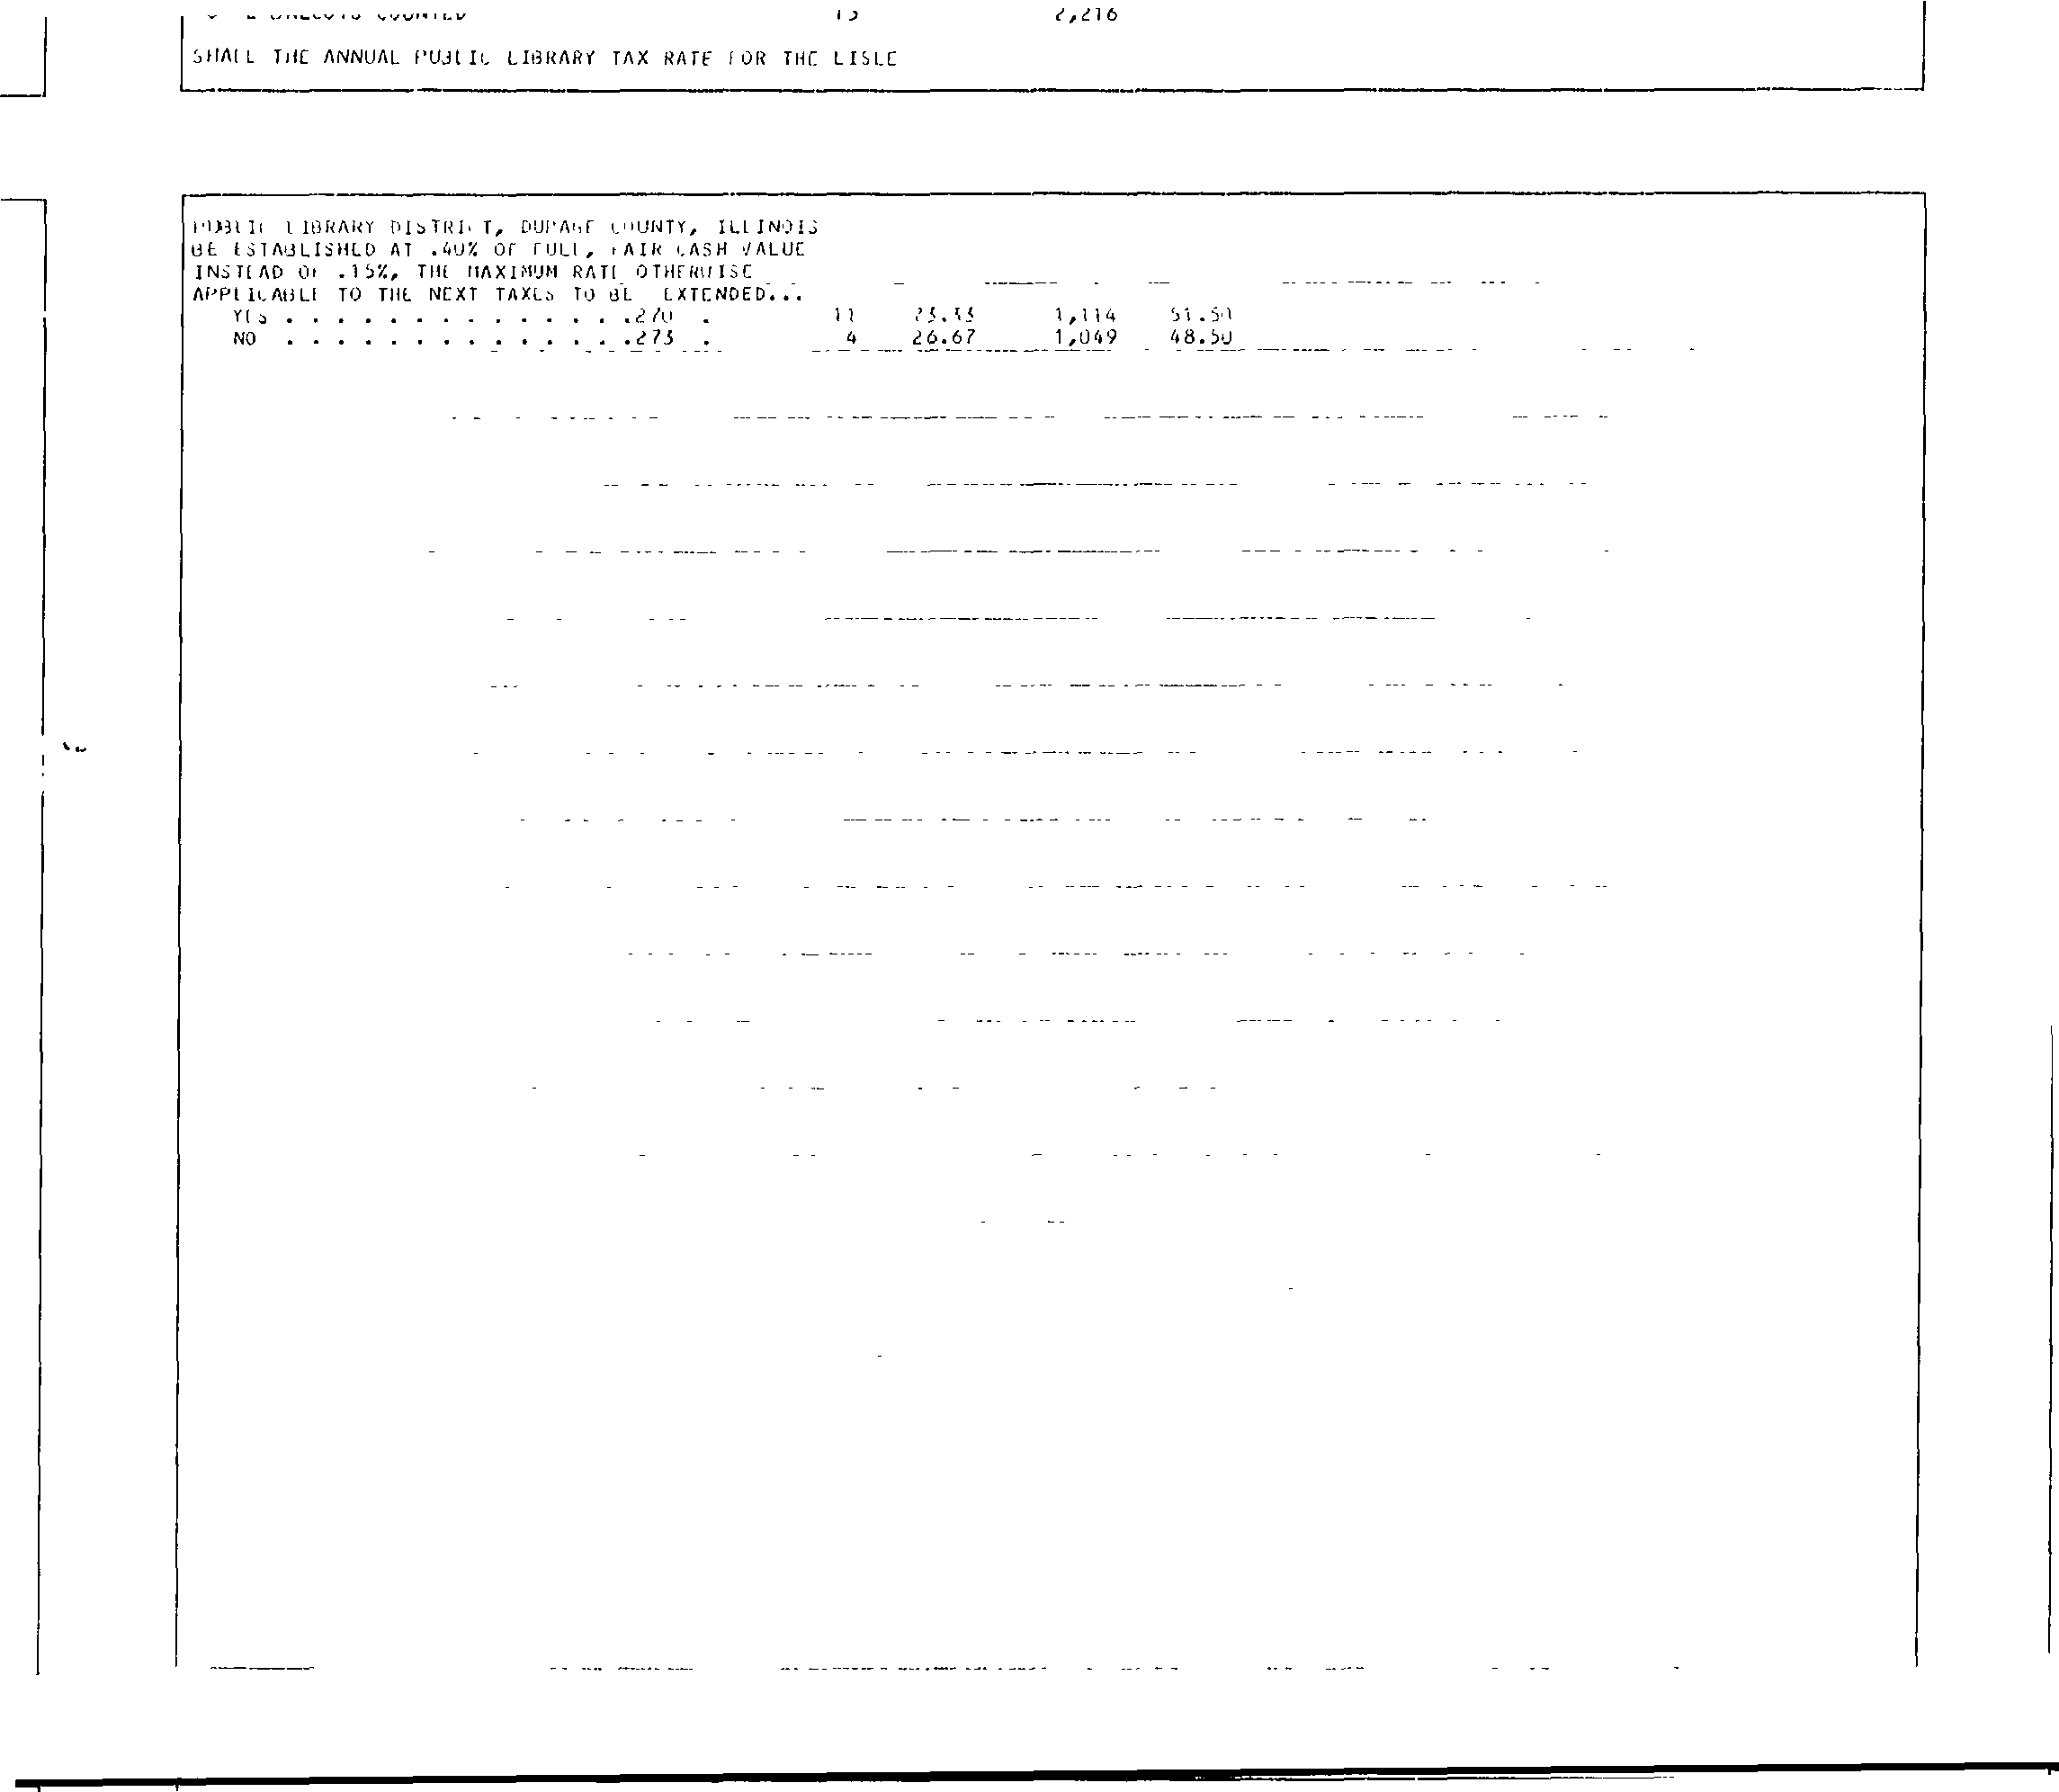 BALLOTS COUNTED 15 2,216
SHALL THE ANNUAL PUBLIC LIBRARY TAX RATE FOR THE LISLE
PUBLIC LIBRARY DISTRICT, DUPAGE COUNTY, ILLINOIS
BE ESTABLISHED AT .40% OF FULL, FAIR CASH VALUE
INSTEAD OF .15%, THE MAXIMUM RATE OTHERWISE
APPLICABLE TO THE NEXT TAXES TO BE EXTENDED...
YES . . . . . . . . . . . . . .270 . 11 73.33 1,114 51.50
NO . . . . . . . . . . . . . .273 . 4 26.67 1,049 48.50